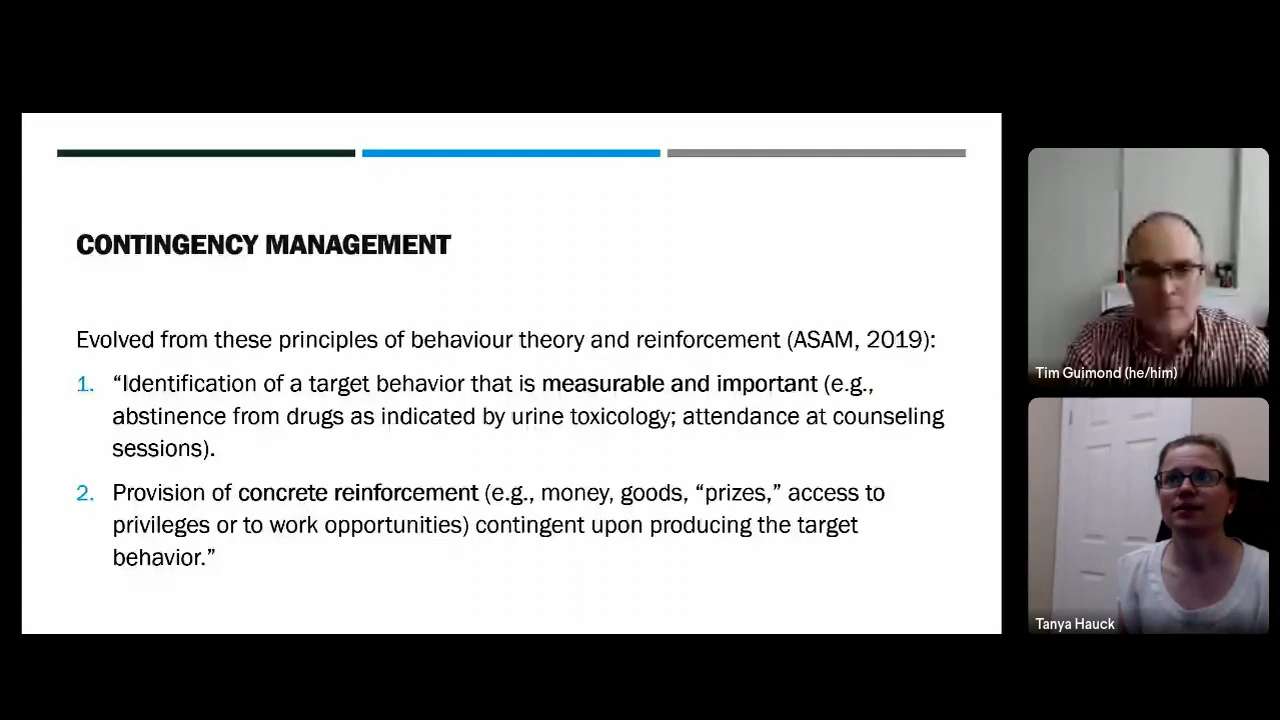 CONTINGENCY MANAGEMENT
Evolved from these principles of behaviour theory and reinforcement (ASAM, 2019):
1. “Identification of a target behavior that is measurable and important (e.g.,
abstinence from drugs as indicated by urine toxicology; attendance at counseling
sessions).
2. Provision of concrete reinforcement (e.g., money, goods, “prizes,” access to
privileges or to work opportunities) contingent upon producing the target
behavior.”
Tim Guimond (he/him)
Tanya Hauck